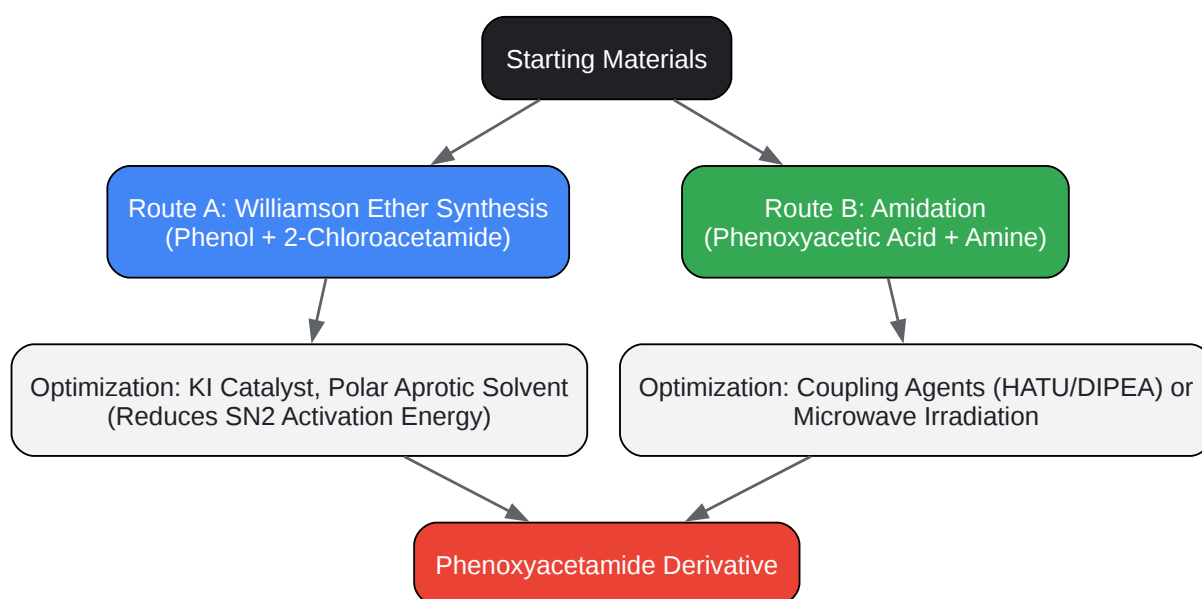 Starting Materials
Route A: Williamson Ether Synthesis
(Phenol + 2-Chloroacetamide)
Route B: Amidation
(Phenoxyacetic Acid + Amine)
Optimization: KI Catalyst, Polar Aprotic Solvent
(Reduces SN2 Activation Energy)
Optimization: Coupling Agents (HATU/DIPEA) or
Microwave Irradiation
Phenoxyacetamide Derivative